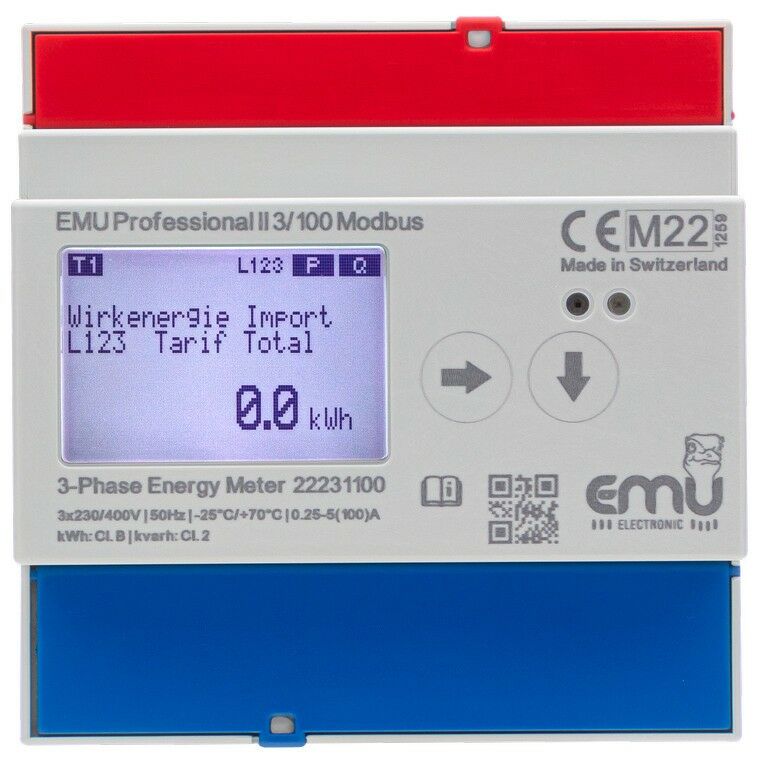 EMU Professional II 3/100 Modbus
CE M22 1259
Made in Switzerland
T1 L123 P Q
Wirkenergie Import
L123 Tarif Total
0.0 kWh
3-Phase Energy Meter 22231100
3x230/400V | 50Hz | -25°C/+70°C | 0.25-5(100)A
kWh: Cl. B | kvarh: Cl. 2
i
emu
ELECTRONIC